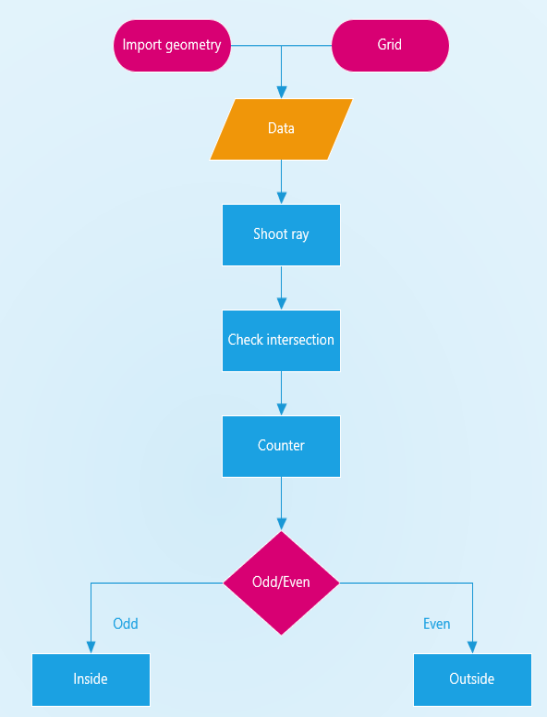 Import geometry
Grid
Data
Shoot ray
Check intersection
Counter
Odd/Even
Odd
Even
Inside
Outside